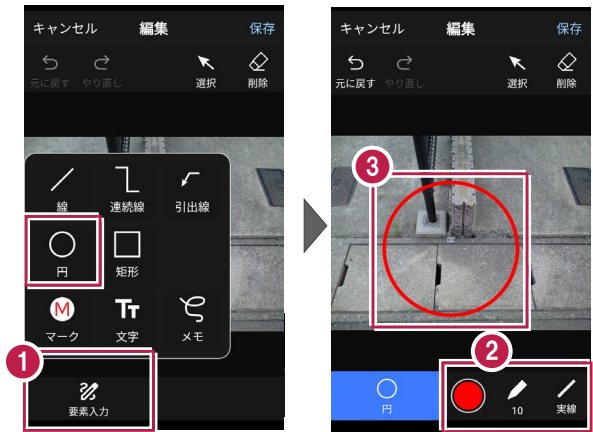 キャンセル 編集 保存
元に戻す やり直し 選択 削除
線 連続線 引出線
円 矩形
M Tт
マーク 文字 メモ
1
要素入力
キャンセル 編集 保存
元に戻す やり直し 選択 削除
3
2
円 10 実線